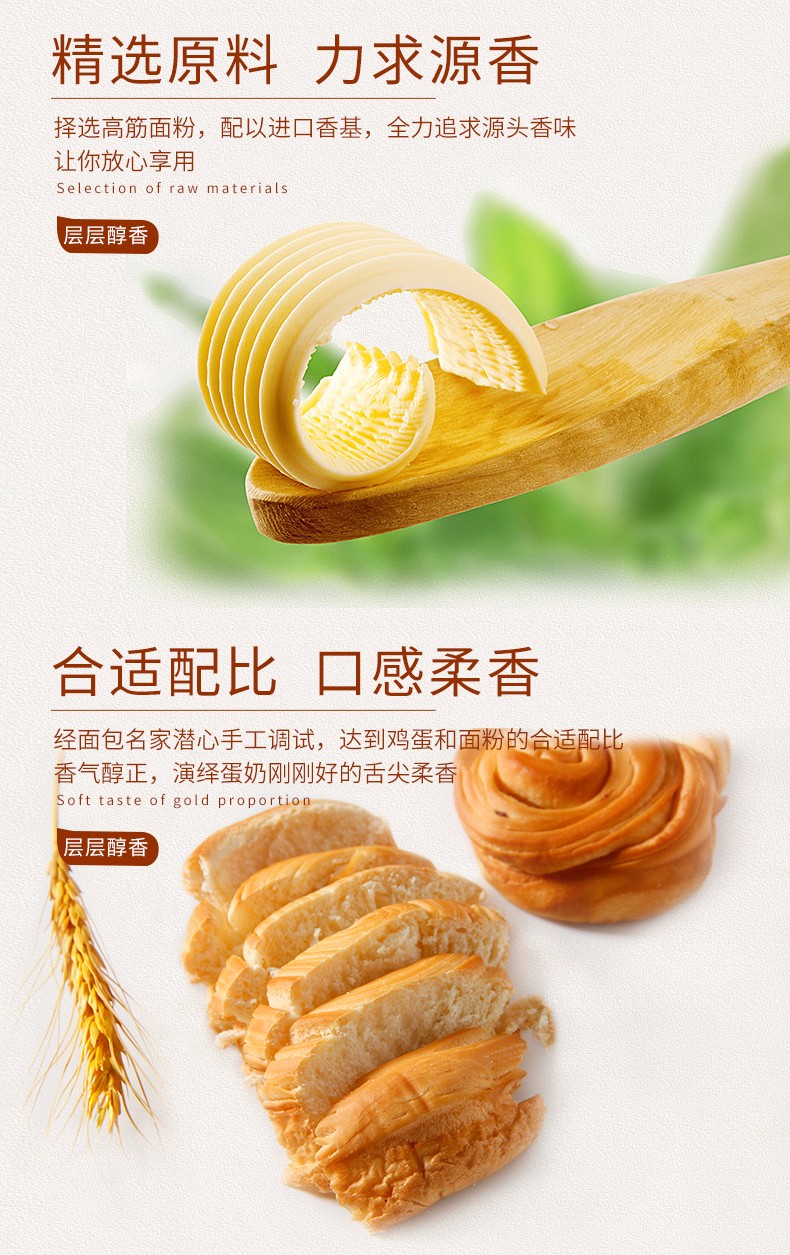 精选原料 力求源香
择选高筋面粉，配以进口香基，全力追求源头香味
让你放心享用
Selection of raw materials
层层醇香
合适配比 口感柔香
经面包名家潜心手工调试，达到鸡蛋和面粉的合适配比
香气醇正，演绎蛋奶刚刚好的舌尖柔香
Soft taste of gold proportion
层层醇香